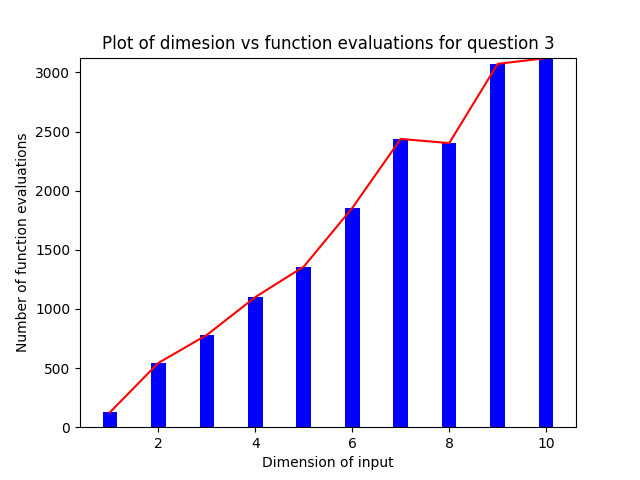 Plot of dimesion vs function evaluations for question 3
3000
2500
2000
1500
1000
500
0
Number of function evaluations
2 4 6 8 10
Dimension of input